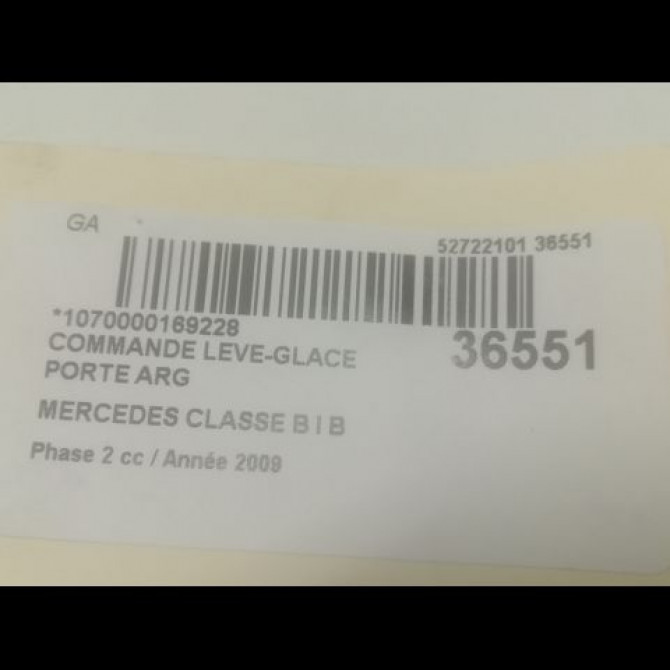 GA
52722101 36551
*1070000169228
36551
COMMANDE LEVE-GLACE
PORTE ARG
MERCEDES CLASSE B I B
Phase 2 cc / Année 2009